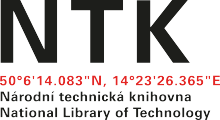 NTK
50°6'14.083"N, 14°23'26.365"E
Národní technická knihovna
National Library of Technology